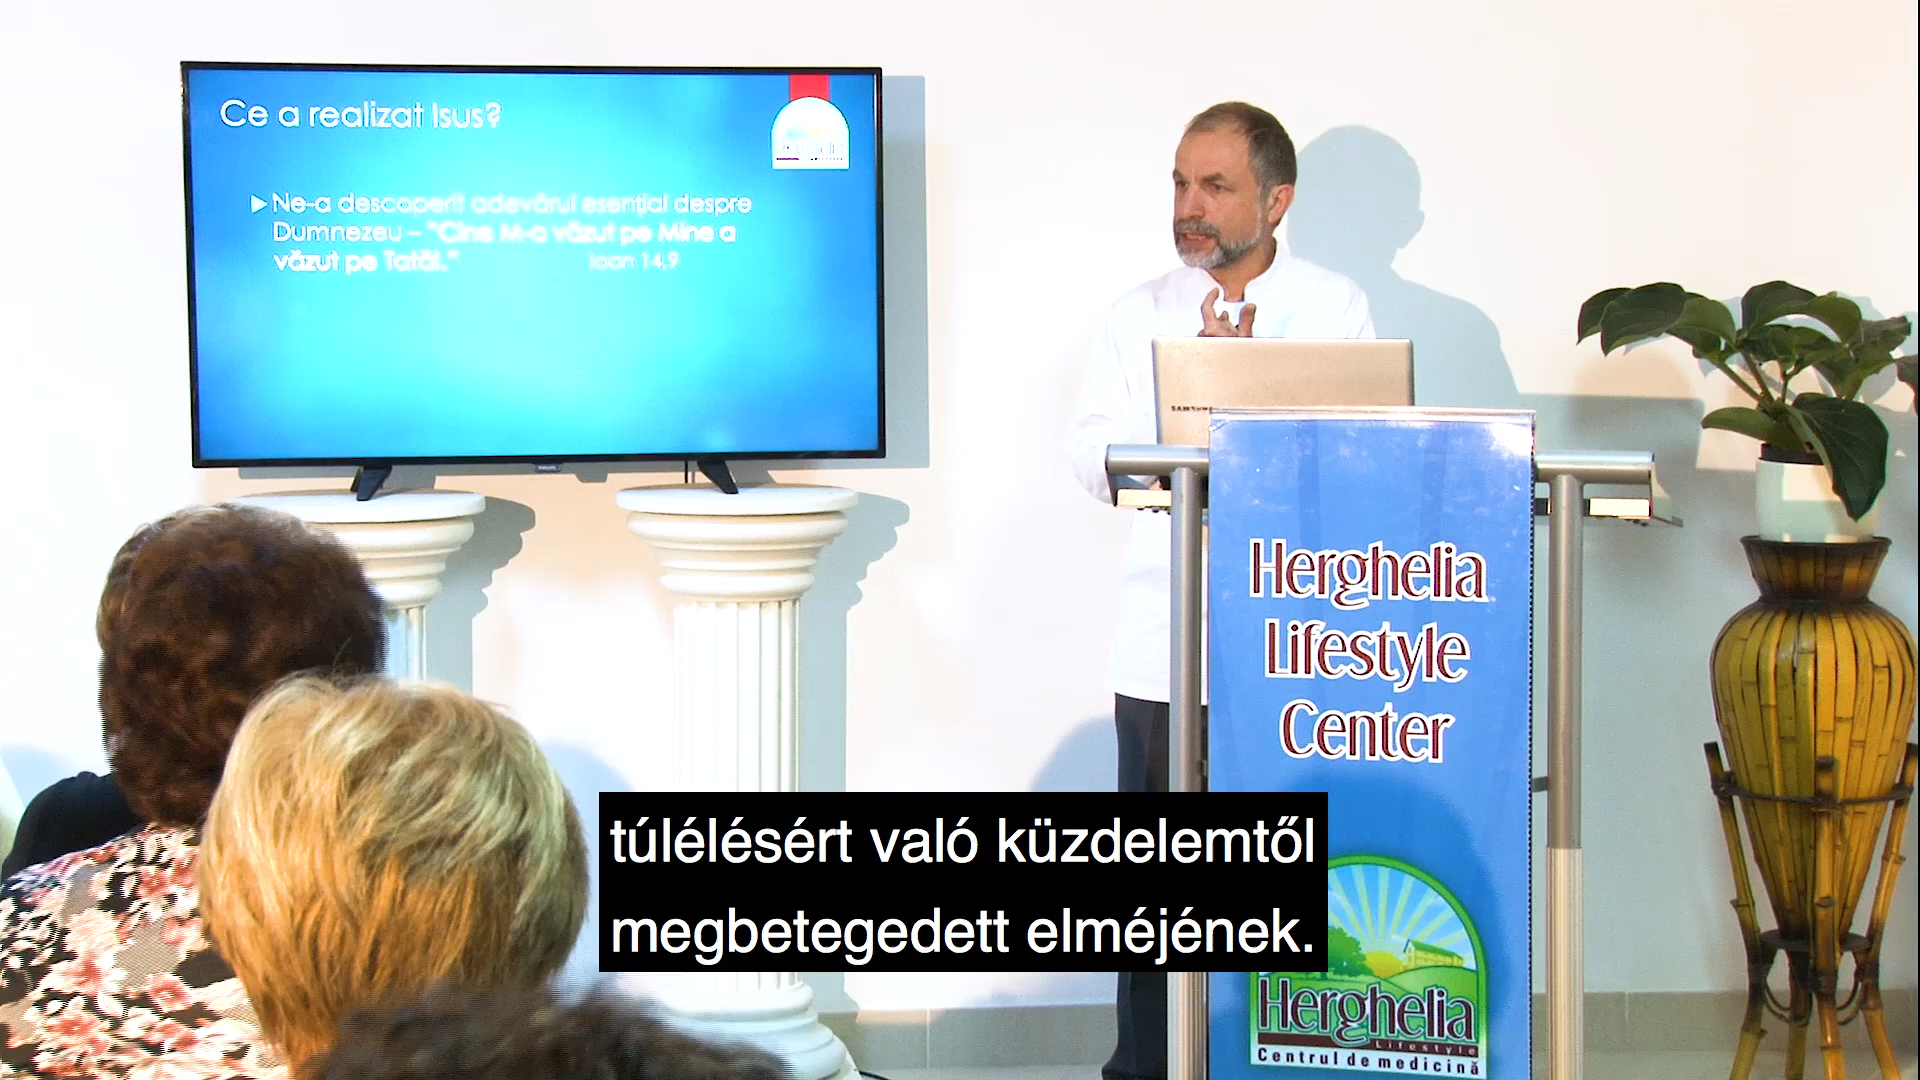 Ce a realizat Isus?
Ne-a descoperit adevărul esențial despre
Dumnezeu – "Cine M-a văzut pe Mine a
văzut pe Tatăl."
Ioan 14,9
SAMSUNG
Herghelia
Lifestyle
Center
túlélésért való küzdelemtől
megbetegedett elméjének.
Herghelia
Lifestyle
Centrul de medicină